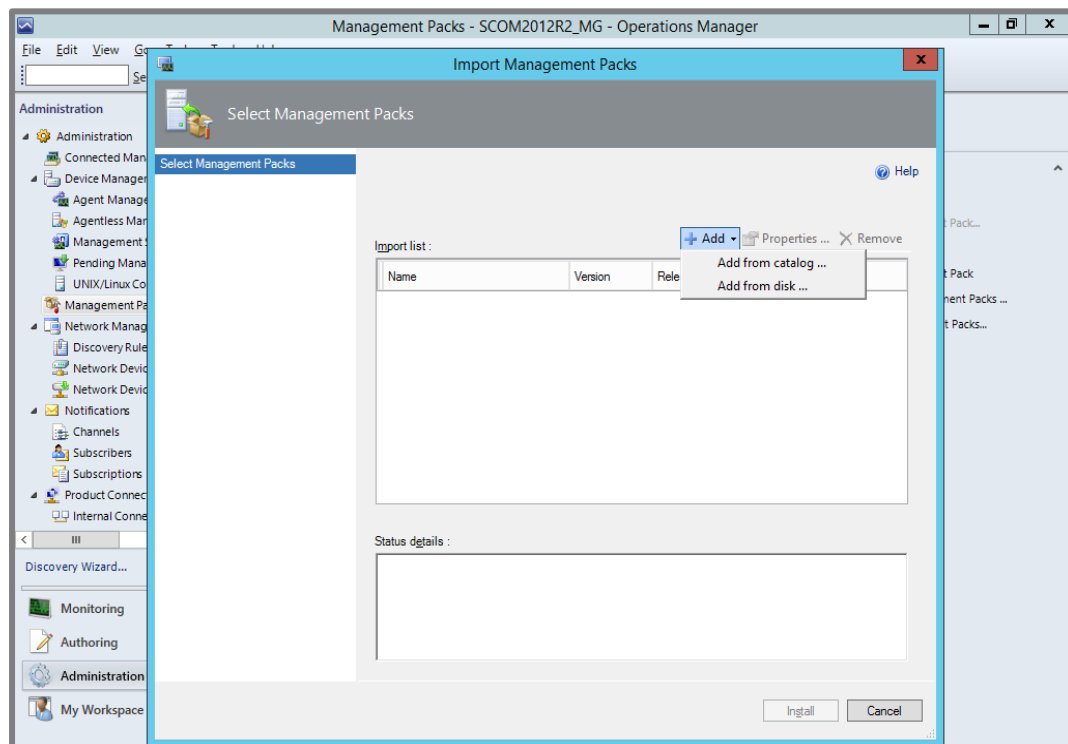 Management Packs - SCOM2012R2_MG - Operations Manager
File Edit View
Import Management Packs
Select Management Packs
Administration
Administration
Connected Man
Device Manager
Agent Manage
Agentless Man
Management S
Pending Mana
UNIX/Linux Co
Management Pa
Network Manag
Discovery Rule
Network Devic
Network Devic
Notifications
Channels
Subscribers
Subscriptions
Product Connec
Internal Conne
Discovery Wizard...
Monitoring
Authoring
Administration
My Workspace
Select Management Packs
Help
Import list :
Add Properties ... Remove
Add from catalog ...
Add from disk ...
Name Version Rele
Status details :
Install Cancel
t Pack...
t Pack
nent Packs ...
t Packs...